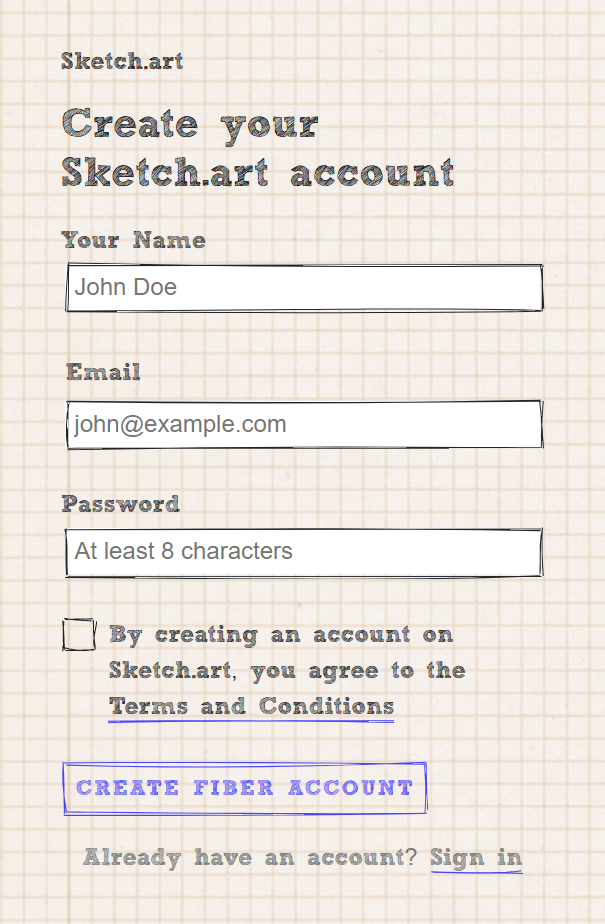 Sketch.art
Create your
Sketch.art account
Your Name
John Doe
Email
john@example.com
Password
At least 8 characters
By creating an account on
Sketch.art, you agree to the
Terms and Conditions
CREATE FIBER ACCOUNT
Already have an account? Sign in